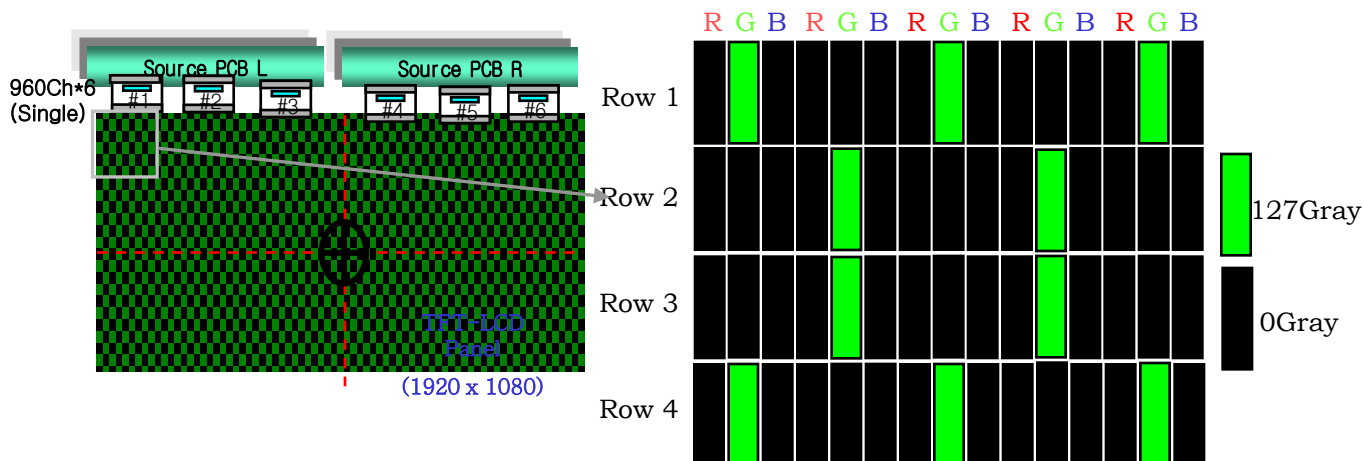 Source PCB L
Source PCB R
960Ch*6
(Single)
#1
#2
#3
#4
#5
#6
TFT-LCD
Panel
(1920 x 1080)
R G B R G B R G B R G B R G B
Row 1
Row 2
Row 3
Row 4
127Gray
0Gray